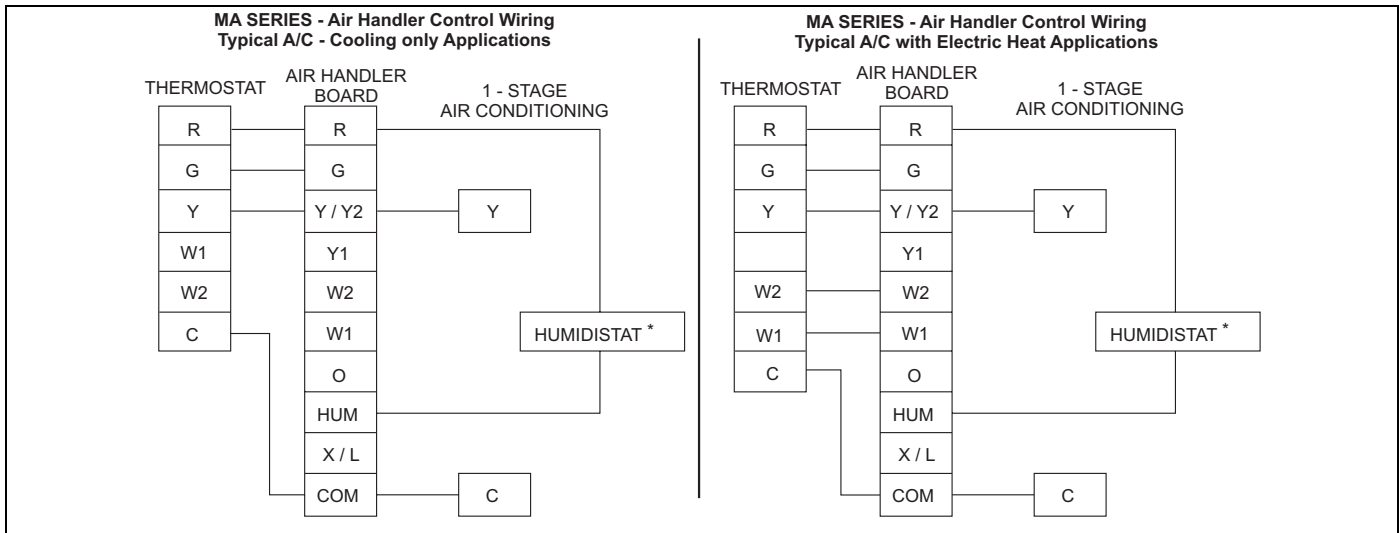 MA SERIES - Air Handler Control Wiring
Typical A/C - Cooling only Applications
THERMOSTAT
AIR HANDLER
BOARD
1 - STAGE
AIR CONDITIONING
R
R
G
G
Y
Y / Y2
Y
W1
Y1
W2
W2
C
W1
HUMIDISTAT *
O
HUM
X / L
COM
C
MA SERIES - Air Handler Control Wiring
Typical A/C with Electric Heat Applications
THERMOSTAT
AIR HANDLER
BOARD
1 - STAGE
AIR CONDITIONING
R
R
G
G
Y
Y / Y2
Y
Y1
W2
W2
W1
W1
HUMIDISTAT *
C
O
HUM
X / L
COM
C